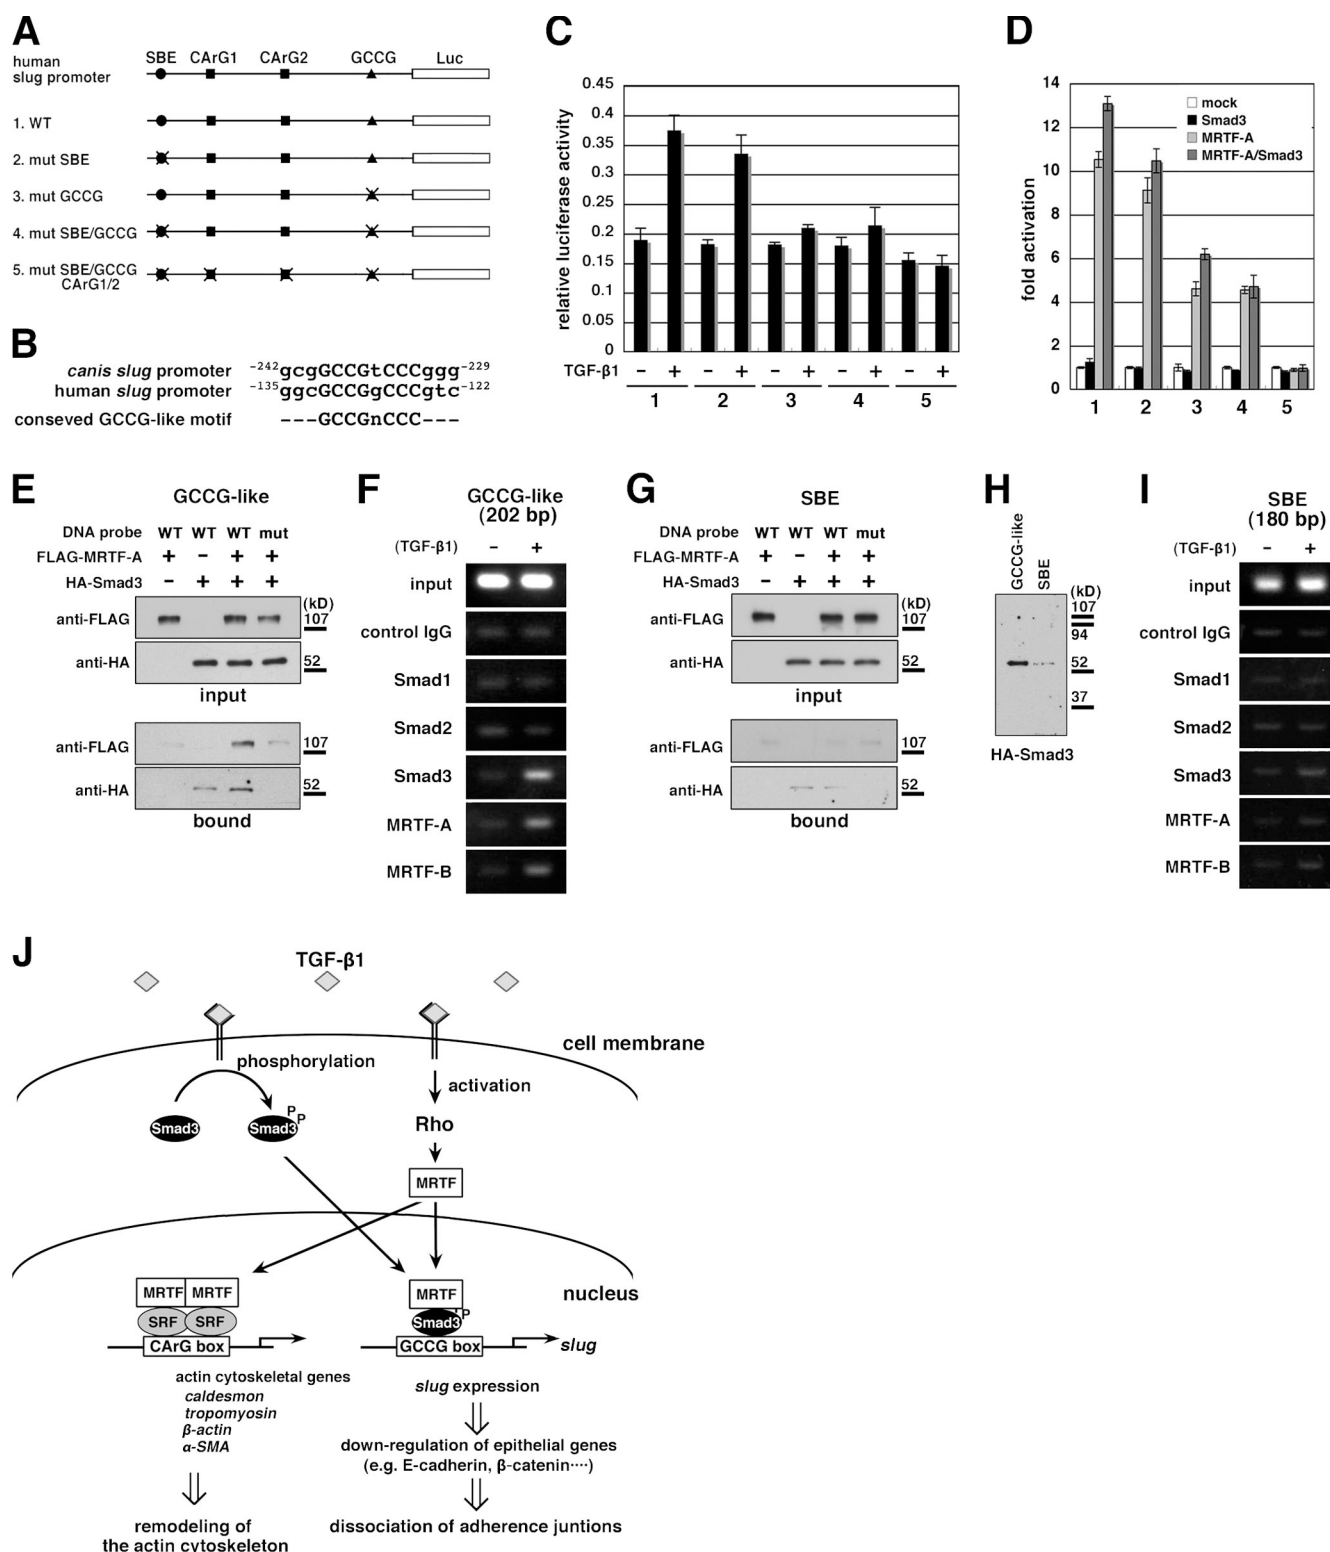 A
human
slug promoter
SBE CArG1 CArG2 GCCG Luc
1. WT
2. mut SBE
3. mut GCCG
4. mut SBE/GCCG
5. mut SBE/GCCG
CArG1/2
B
canis slug promoter -242gcgGCCGtCCCggg-229
human slug promoter -135ggcGCCGgCCCgtc-122
conseved GCCG-like motif ---GCCGnCCC---
C
relative luciferase activity
0.45
0.4
0.35
0.3
0.25
0.2
0.15
0.1
0.05
0
TGF-β1 − + − + − + − + − +
1 2 3 4 5
D
fold activation
14
12
10
8
6
4
2
0
mock
Smad3
MRTF-A
MRTF-A/Smad3
1 2 3 4 5
E
GCCG-like
DNA probe WT WT WT mut
FLAG-MRTF-A + − + +
HA-Smad3 − + + +
(kD)
anti-FLAG 107
anti-HA 52
input
anti-FLAG 107
anti-HA 52
bound
F
GCCG-like
(202 bp)
(TGF-β1) − +
input
control IgG
Smad1
Smad2
Smad3
MRTF-A
MRTF-B
G
SBE
DNA probe WT WT WT mut
FLAG-MRTF-A + − + +
HA-Smad3 − + + +
(kD)
anti-FLAG 107
anti-HA 52
input
anti-FLAG 107
anti-HA 52
bound
H
GCCG-like
SBE
(kD)
107
94
52
37
HA-Smad3
I
SBE
(180 bp)
(TGF-β1) − +
input
control IgG
Smad1
Smad2
Smad3
MRTF-A
MRTF-B
J
TGF-β1
cell membrane
phosphorylation
activation
Smad3
Smad3 P P
Rho
MRTF
nucleus
MRTF MRTF
SRF SRF
CArG box
MRTF
Smad3 P
GCCG box
slug
actin cytoskeletal genes
caldesmon
tropomyosin
β-actin
α-SMA
remodeling of
the actin cytoskeleton
slug expression
down-regulation of epithelial genes
(e.g. E-cadherin, β-catenin····)
dissociation of adherence juntions